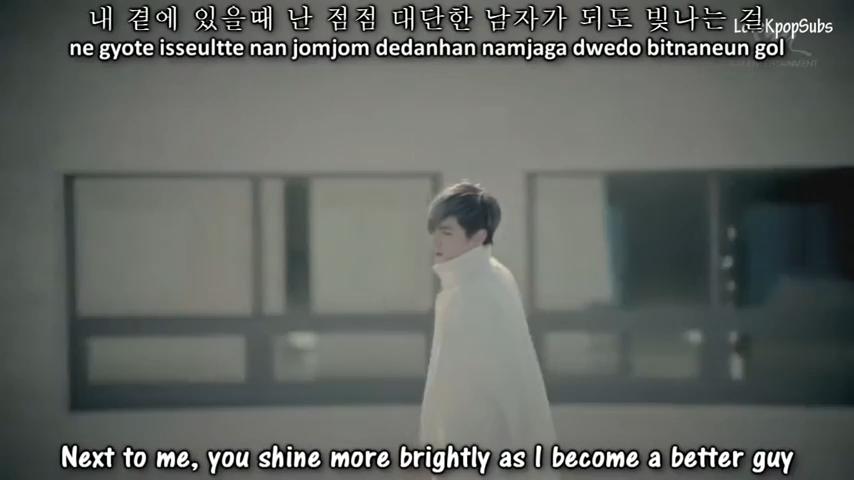 내 곁에 있을때 난 점점 대단한 남자가 되도 빛나는 걸
ne gyote isseultte nan jomjom dedanhan namjaga dwedo bitnaneun gol
KpopSubs
ENTERTAINMENT
Next to me, you shine more brightly as I become a better guy